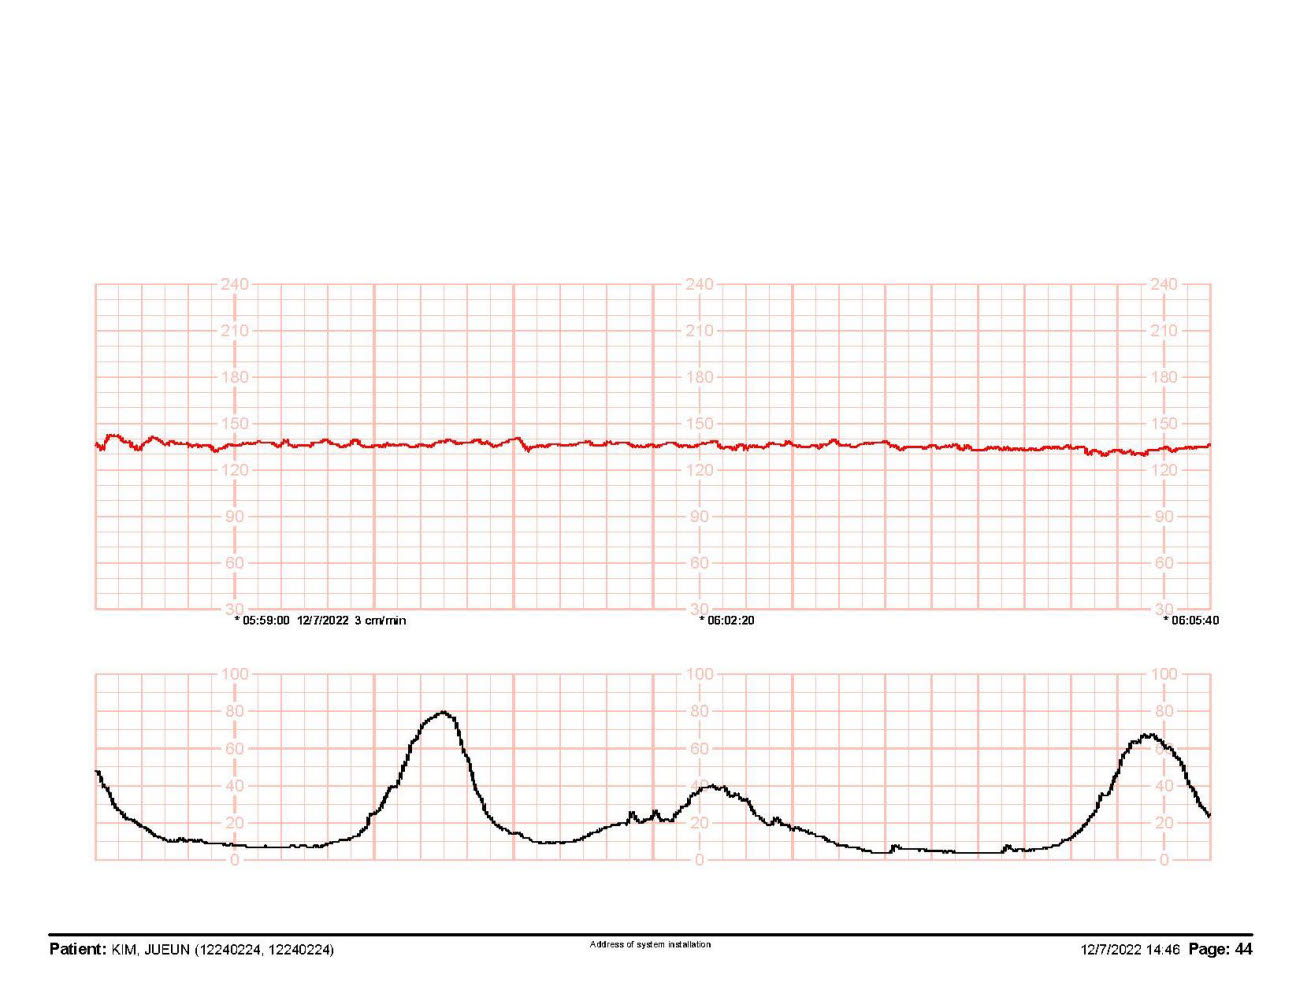 240 240 240
210 210 210
180 180 180
150 150 150
120 120 120
90 90 90
60 60 60
30 30 30
* 05:59:00 12/7/2022 3 cm/min * 06:02:20 * 06:05:40
100 100 100
80 80 80
60 60 60
40 40 40
20 20 20
0 0 0
Patient: KIM, JUEUN (12240224, 12240224) Address of system installation 12/7/2022 14:46 Page: 44